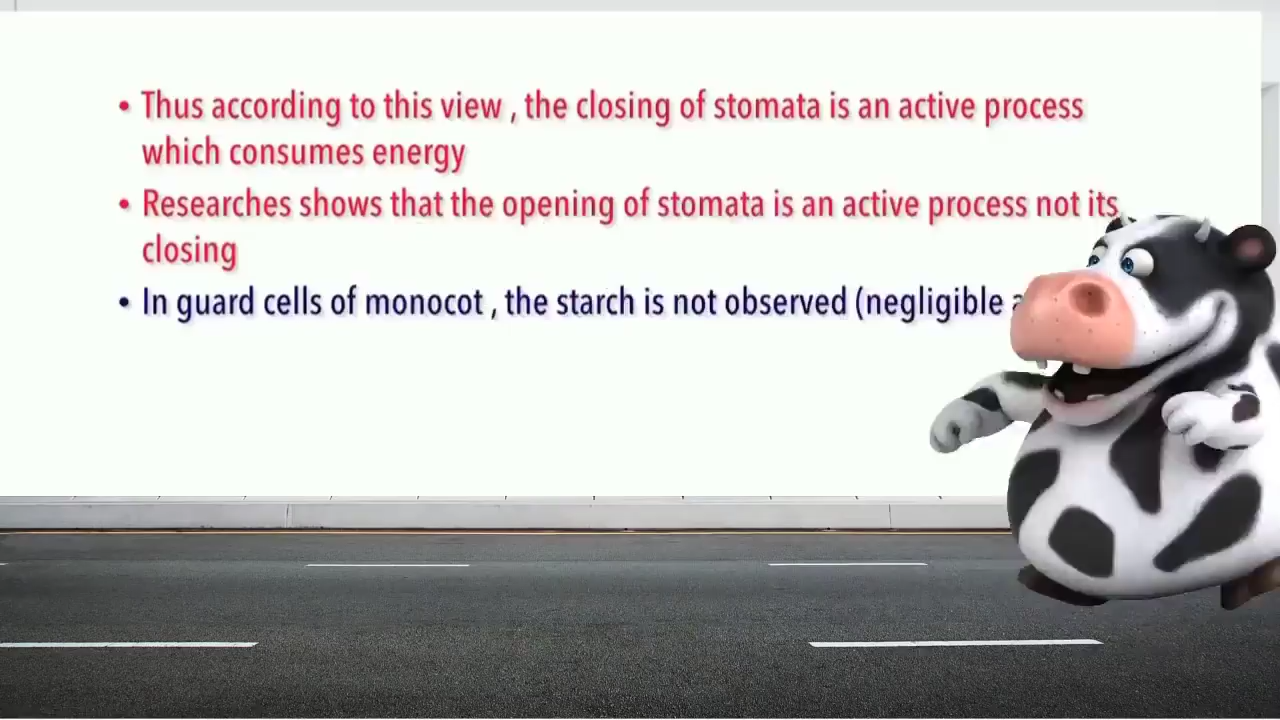 • Thus according to this view , the closing of stomata is an active process
which consumes energy
• Researches shows that the opening of stomata is an active process not its
closing
• In guard cells of monocot , the starch is not observed (negligible